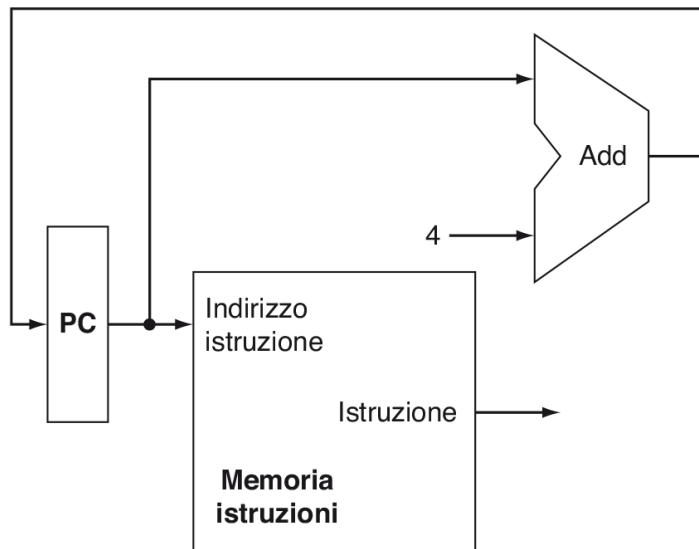 Add
4
PC
Indirizzo
istruzione
Istruzione
Memoria
istruzioni